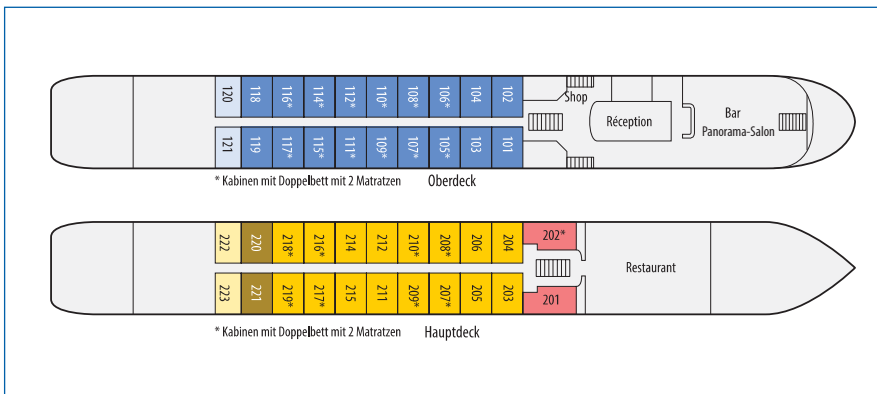 120 118 116* 114* 112* 110* 108* 106* 104 102
Shop
Réception
Bar
Panorama-Salon
121 119 117* 115* 111* 109* 107* 105* 103 101
* Kabinen mit Doppelbett mit 2 Matratzen Oberdeck
222 220 218* 216* 214 212 210* 208* 206 204 202*
Restaurant
223 221 219* 217* 215 211 209* 207* 205 203 201
* Kabinen mit Doppelbett mit 2 Matratzen Hauptdeck